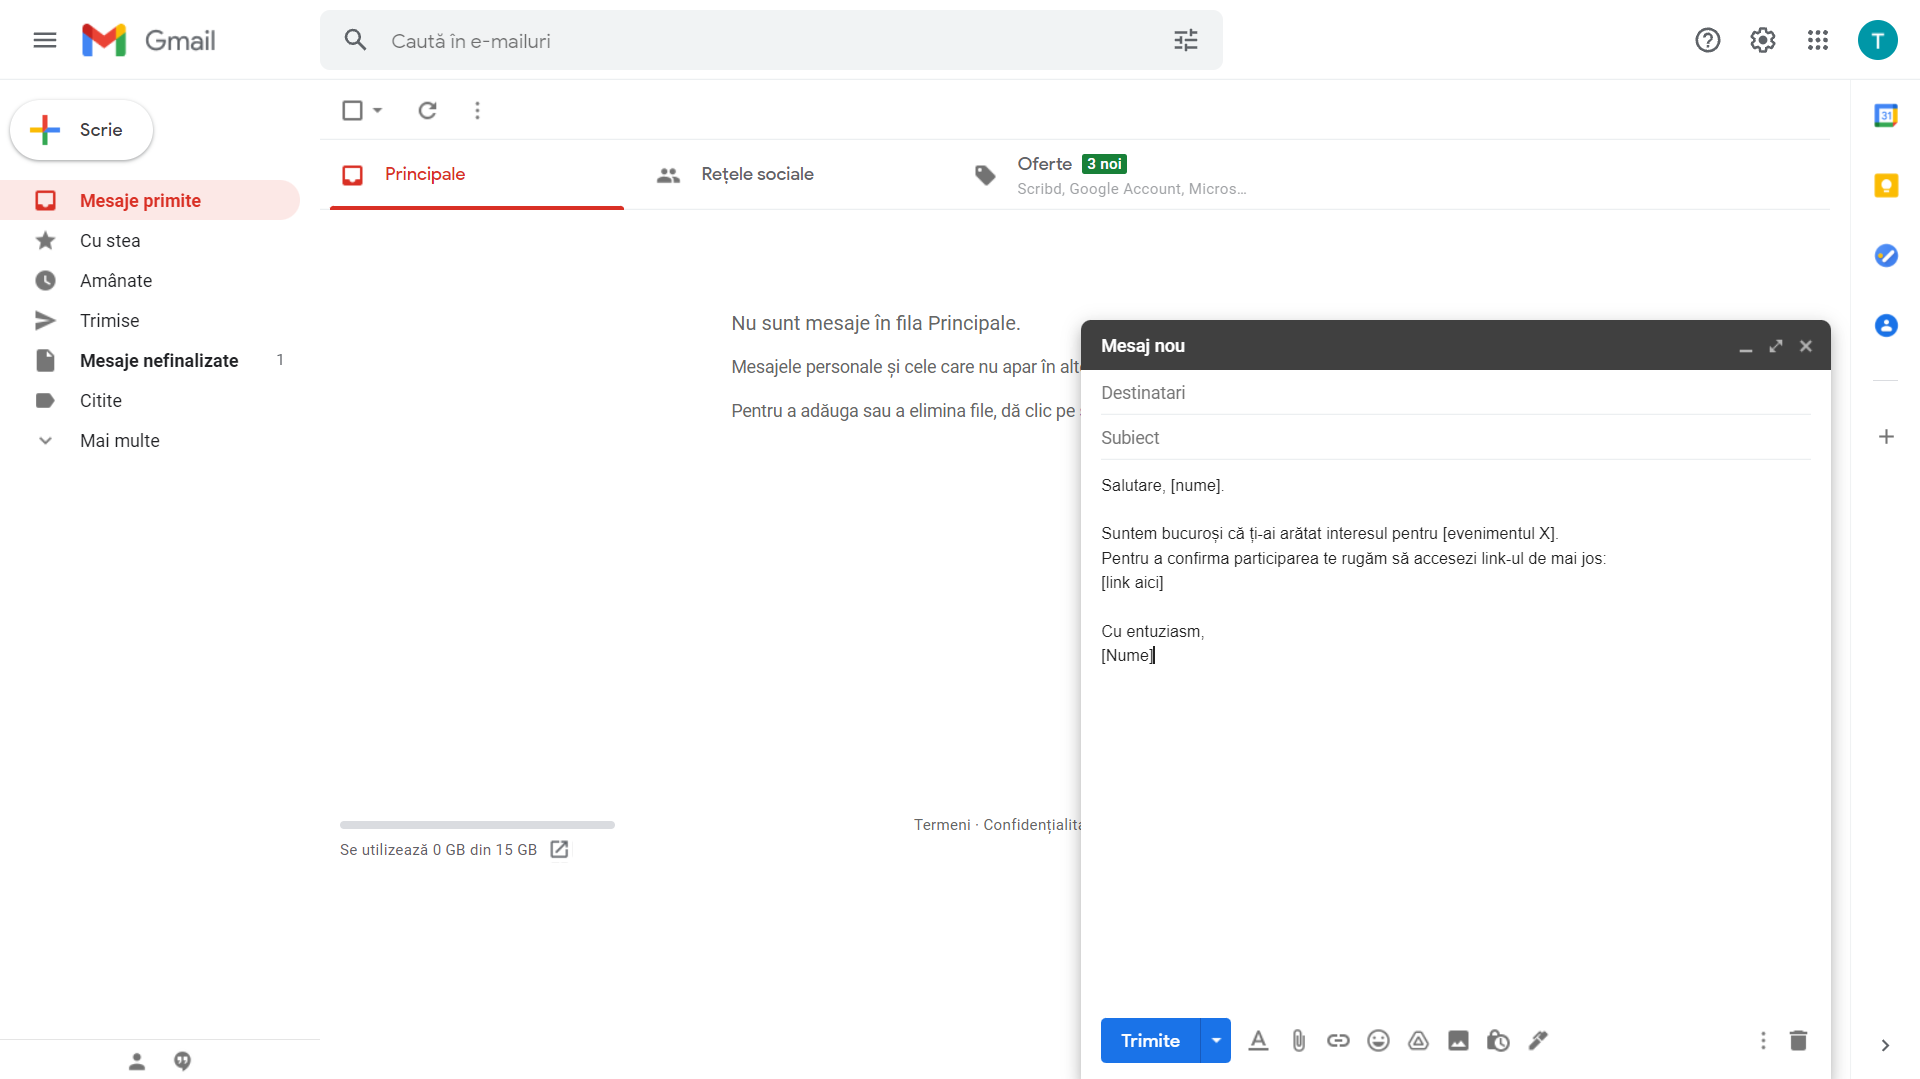 Gmail
Caută în e-mailuri
T
Scrie
Mesaje primite
Cu stea
Amânate
Trimise
Mesaje nefinalizate 1
Citite
Mai multe
Principale
Rețele sociale
Oferte 3 noi
Scribd, Google Account, Micros...
Nu sunt mesaje în fila Principale.
Mesajele personale și cele care nu apar în alt
Pentru a adăuga sau a elimina file, dă clic pe
Se utilizează 0 GB din 15 GB
Termeni · Confidențialita
Mesaj nou
Destinatari
Subiect
Salutare, [nume].
Suntem bucuroși că ți-ai arătat interesul pentru [evenimentul X].
Pentru a confirma participarea te rugăm să accesezi link-ul de mai jos:
[link aici]
Cu entuziasm,
[Nume]
Trimite
31